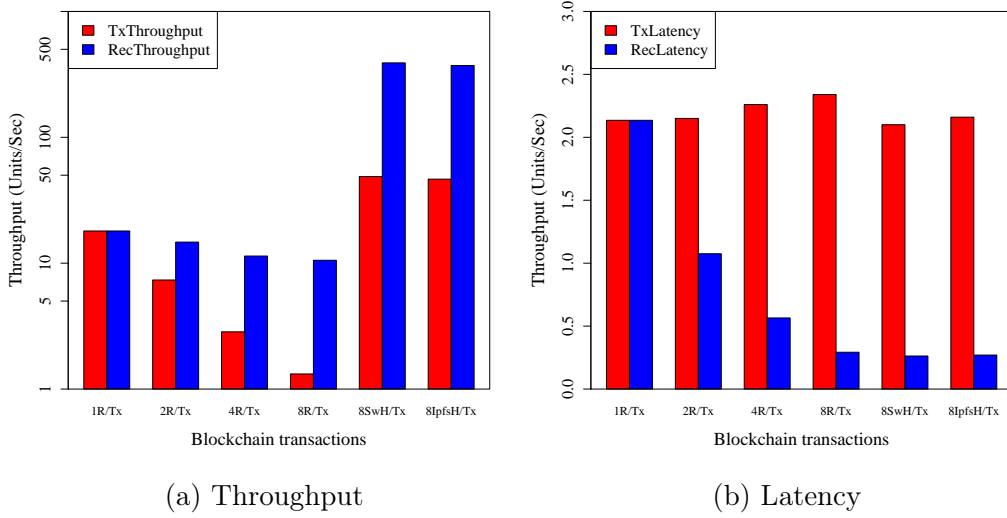 TxThroughput
RecThroughput
Throughput (Units/Sec)
500
100
50
10
5
1
1R/Tx 2R/Tx 4R/Tx 8R/Tx 8SwH/Tx 8IpfsH/Tx
Blockchain transactions
(a) Throughput
TxLatency
RecLatency
Throughput (Units/Sec)
3.0
2.5
2.0
1.5
1.0
0.5
0.0
1R/Tx 2R/Tx 4R/Tx 8R/Tx 8SwH/Tx 8IpfsH/Tx
Blockchain transactions
(b) Latency